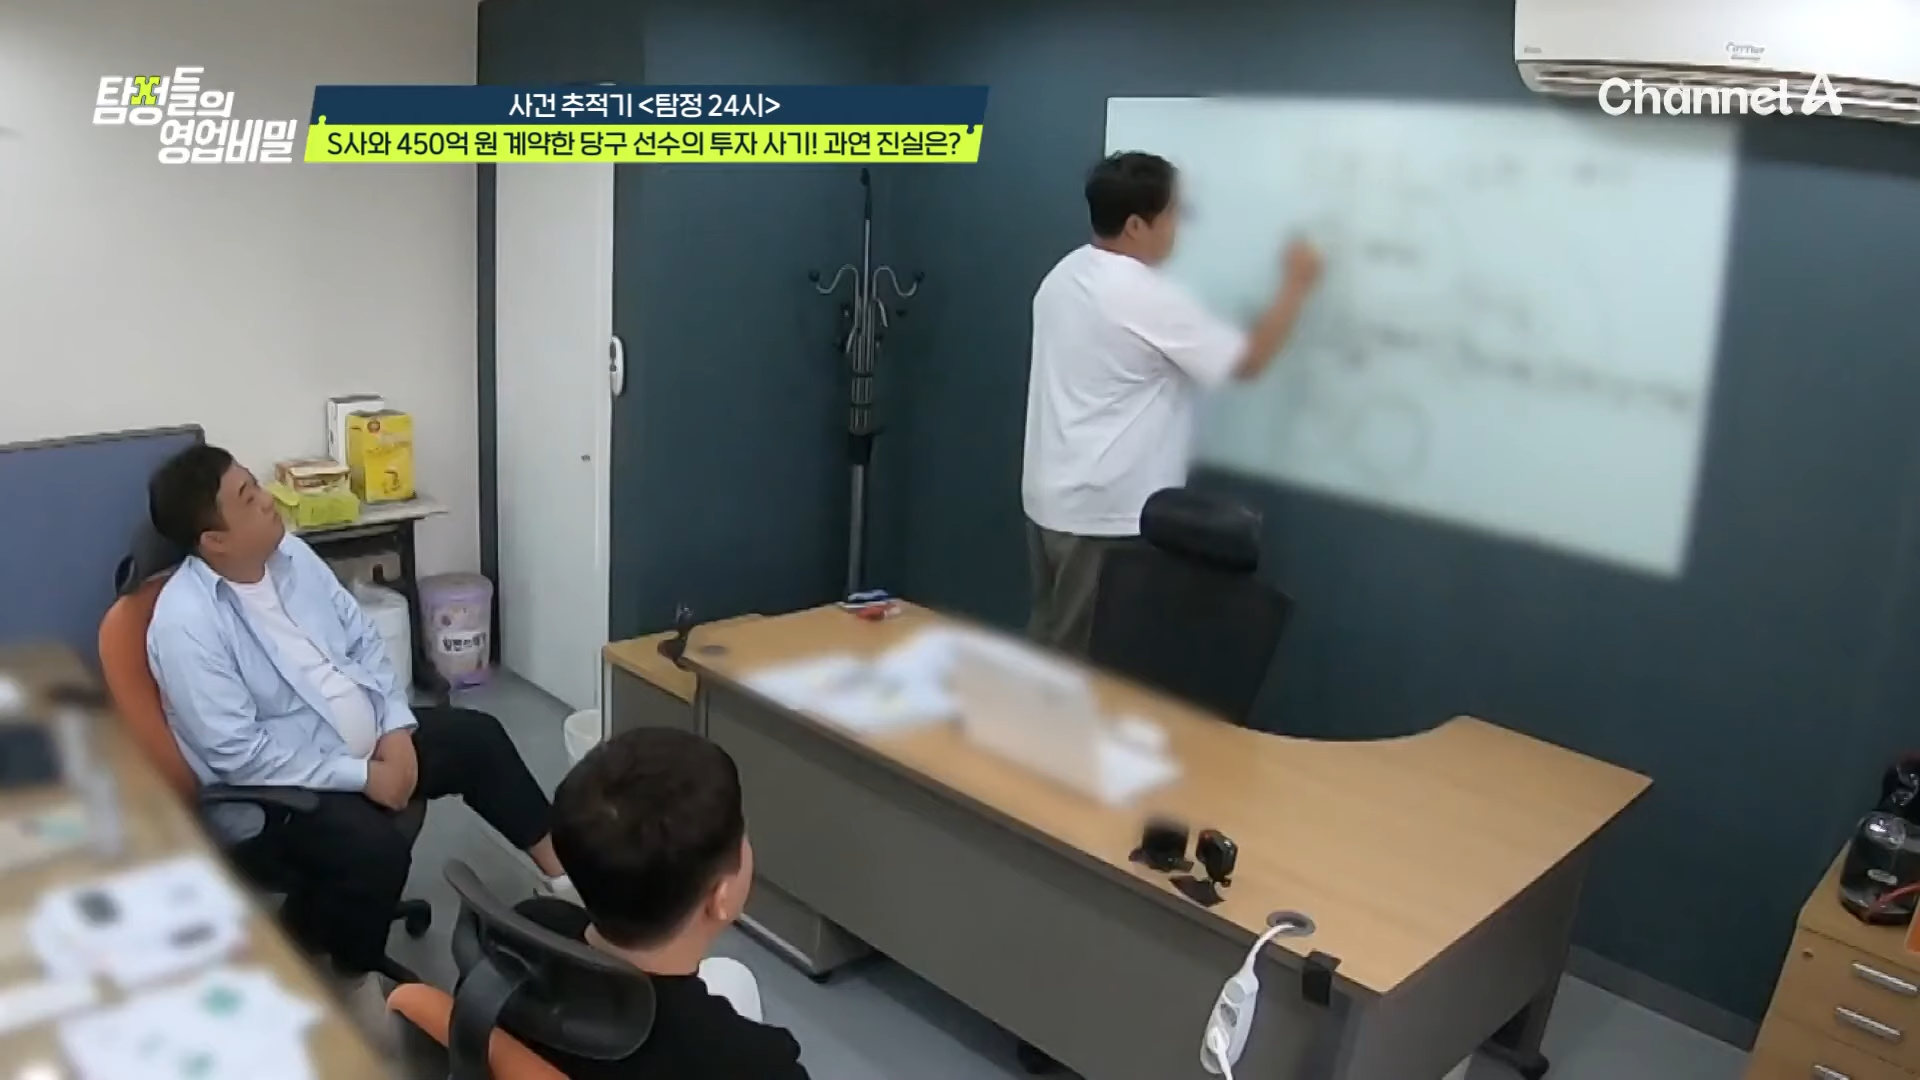 탐정들의
영업비밀
사건 추적기 <탐정 24시>
S사와 450억 원 계약한 당구 선수의 투자 사기! 과연 진실은?
Channel A
Carrier